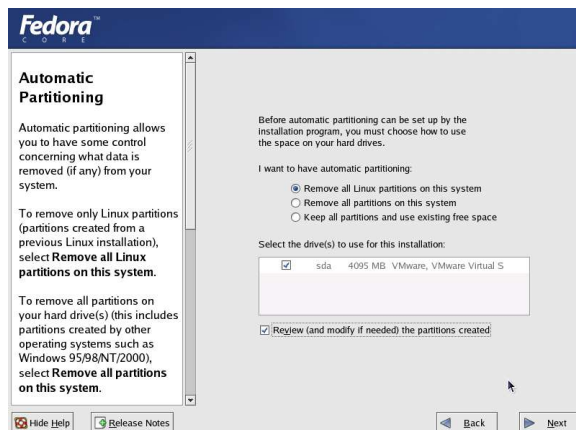 Fedora™
CORE
Automatic
Partitioning
Automatic partitioning allows
you to have some control
concerning what data is
removed (if any) from your
system.
To remove only Linux partitions
(partitions created from a
previous Linux installation),
select Remove all Linux
partitions on this system.
To remove all partitions on
your hard drive(s) (this includes
partitions created by other
operating systems such as
Windows 95/98/NT/2000),
select Remove all partitions
on this system.
Before automatic partitioning can be set up by the
installation program, you must choose how to use
the space on your hard drives.
I want to have automatic partitioning:
Remove all Linux partitions on this system
Remove all partitions on this system
Keep all partitions and use existing free space
Select the drive(s) to use for this installation:
sda 4095 MB VMware, VMware Virtual S
Review (and modify if needed) the partitions created
Hide Help
Release Notes
Back
Next